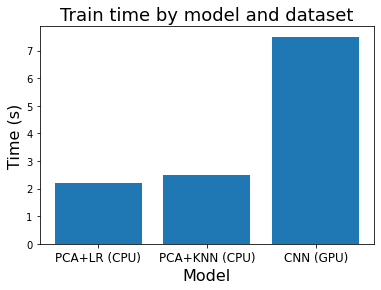 Train time by model and dataset
Time (s)
7
6
5
4
3
2
1
0
PCA+LR (CPU) PCA+KNN (CPU) CNN (GPU)
Model